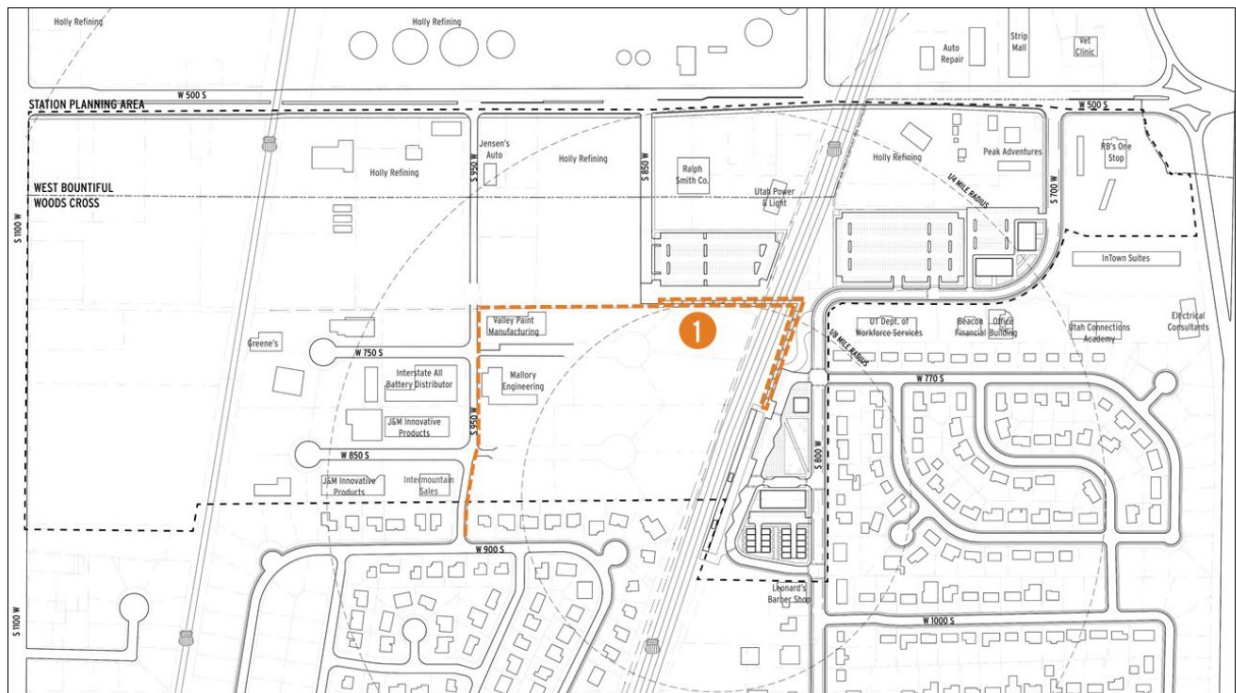 Holly Refining
Holly Refining
Auto
Repair
Strip
Mall
Vet
Clinic
W 500 S
STATION PLANNING AREA
W 500 S
Jensen's
Auto
S 950 W
Holly Refining
Holly Refining
S 850 W
Ralph
Smith Co.
Utah Power
& Light
Holly Refining
Peak Adventures
RB's One
Stop
1/4 MILE RADIUS
S 700 W
WEST BOUNTIFUL
WOODS CROSS
S 1100 W
InTown Suites
Valley Paint
Manufacturing
1
UT Dept. of
Workforce Services
Beacon
Financial
Office
Building
Utah Connections
Academy
Electrical
Consultants
1/8 MILE RADIUS
Greene's
W 750 S
Interstate All
Battery Distributor
Mallory
Engineering
W 770 S
J&M Innovative
Products
S 950 W
S 800 W
W 850 S
J&M Innovative
Products
Intermountain
Sales
W 900 S
Leonard's
Barber Shop
S 1100 W
W 1000 S